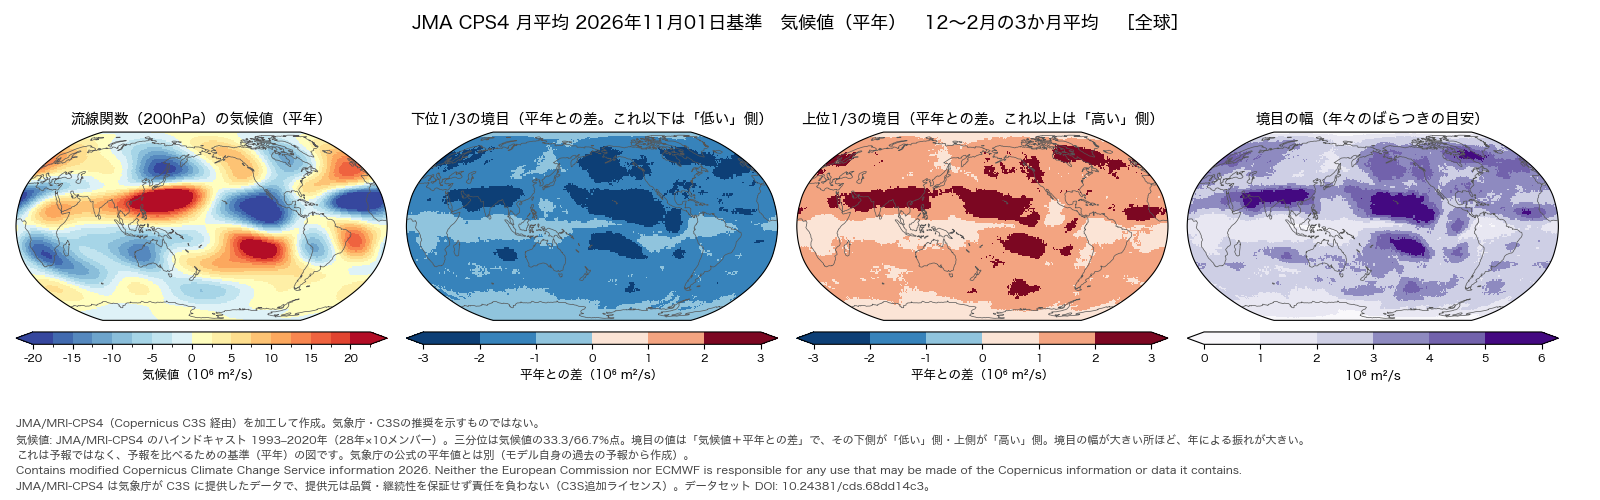 JMA CPS4 月平均 2026年11月01日基準　気候値（平年）　12～2月の3か月平均　［全球］
流線関数（200hPa）の気候値（平年）
下位1/3の境目（平年との差。これ以下は「低い」側）
上位1/3の境目（平年との差。これ以上は「高い」側）
境目の幅（年々のばらつきの目安）
-20 -15 -10 -5 0 5 10 15 20
-3 -2 -1 0 1 2 3
-3 -2 -1 0 1 2 3
0 1 2 3 4 5 6
気候値（10⁶ m²/s）
平年との差（10⁶ m²/s）
平年との差（10⁶ m²/s）
10⁶ m²/s
JMA/MRI-CPS4（Copernicus C3S 経由）を加工して作成。気象庁・C3Sの推奨を示すものではない。
気候値: JMA/MRI-CPS4 のハインドキャスト 1993–2020年（28年×10メンバー）。三分位は気候値の33.3/66.7%点。境目の値は「気候値＋平年との差」で、その下側が「低い」側・上側が「高い」側。境目の幅が大きい所ほど、年による振れが大きい。
これは予報ではなく、予報を比べるための基準（平年）の図です。気象庁の公式の平年値とは別（モデル自身の過去の予報から作成）。
Contains modified Copernicus Climate Change Service information 2026. Neither the European Commission nor ECMWF is responsible for any use that may be made of the Copernicus information or data it contains.
JMA/MRI-CPS4 は気象庁が C3S に提供したデータで、提供元は品質・継続性を保証せず責任を負わない（C3S追加ライセンス）。データセット DOI: 10.24381/cds.68dd14c3。